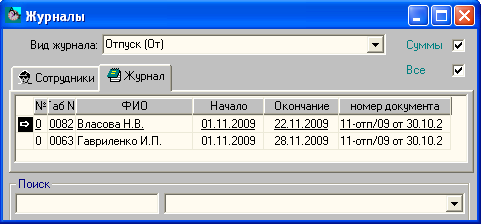 Журналы
Вид журнала: Отпуск (От) Суммы
Все
Сотрудники Журнал
№ Таб N ФИО Начало Окончание номер документа
0 0082 Власова Н.В. 01.11.2009 22.11.2009 11-отп/09 от 30.10.2
0 0063 Гавриленко И.П. 01.11.2009 28.11.2009 11-отп/09 от 30.10.2
Поиск